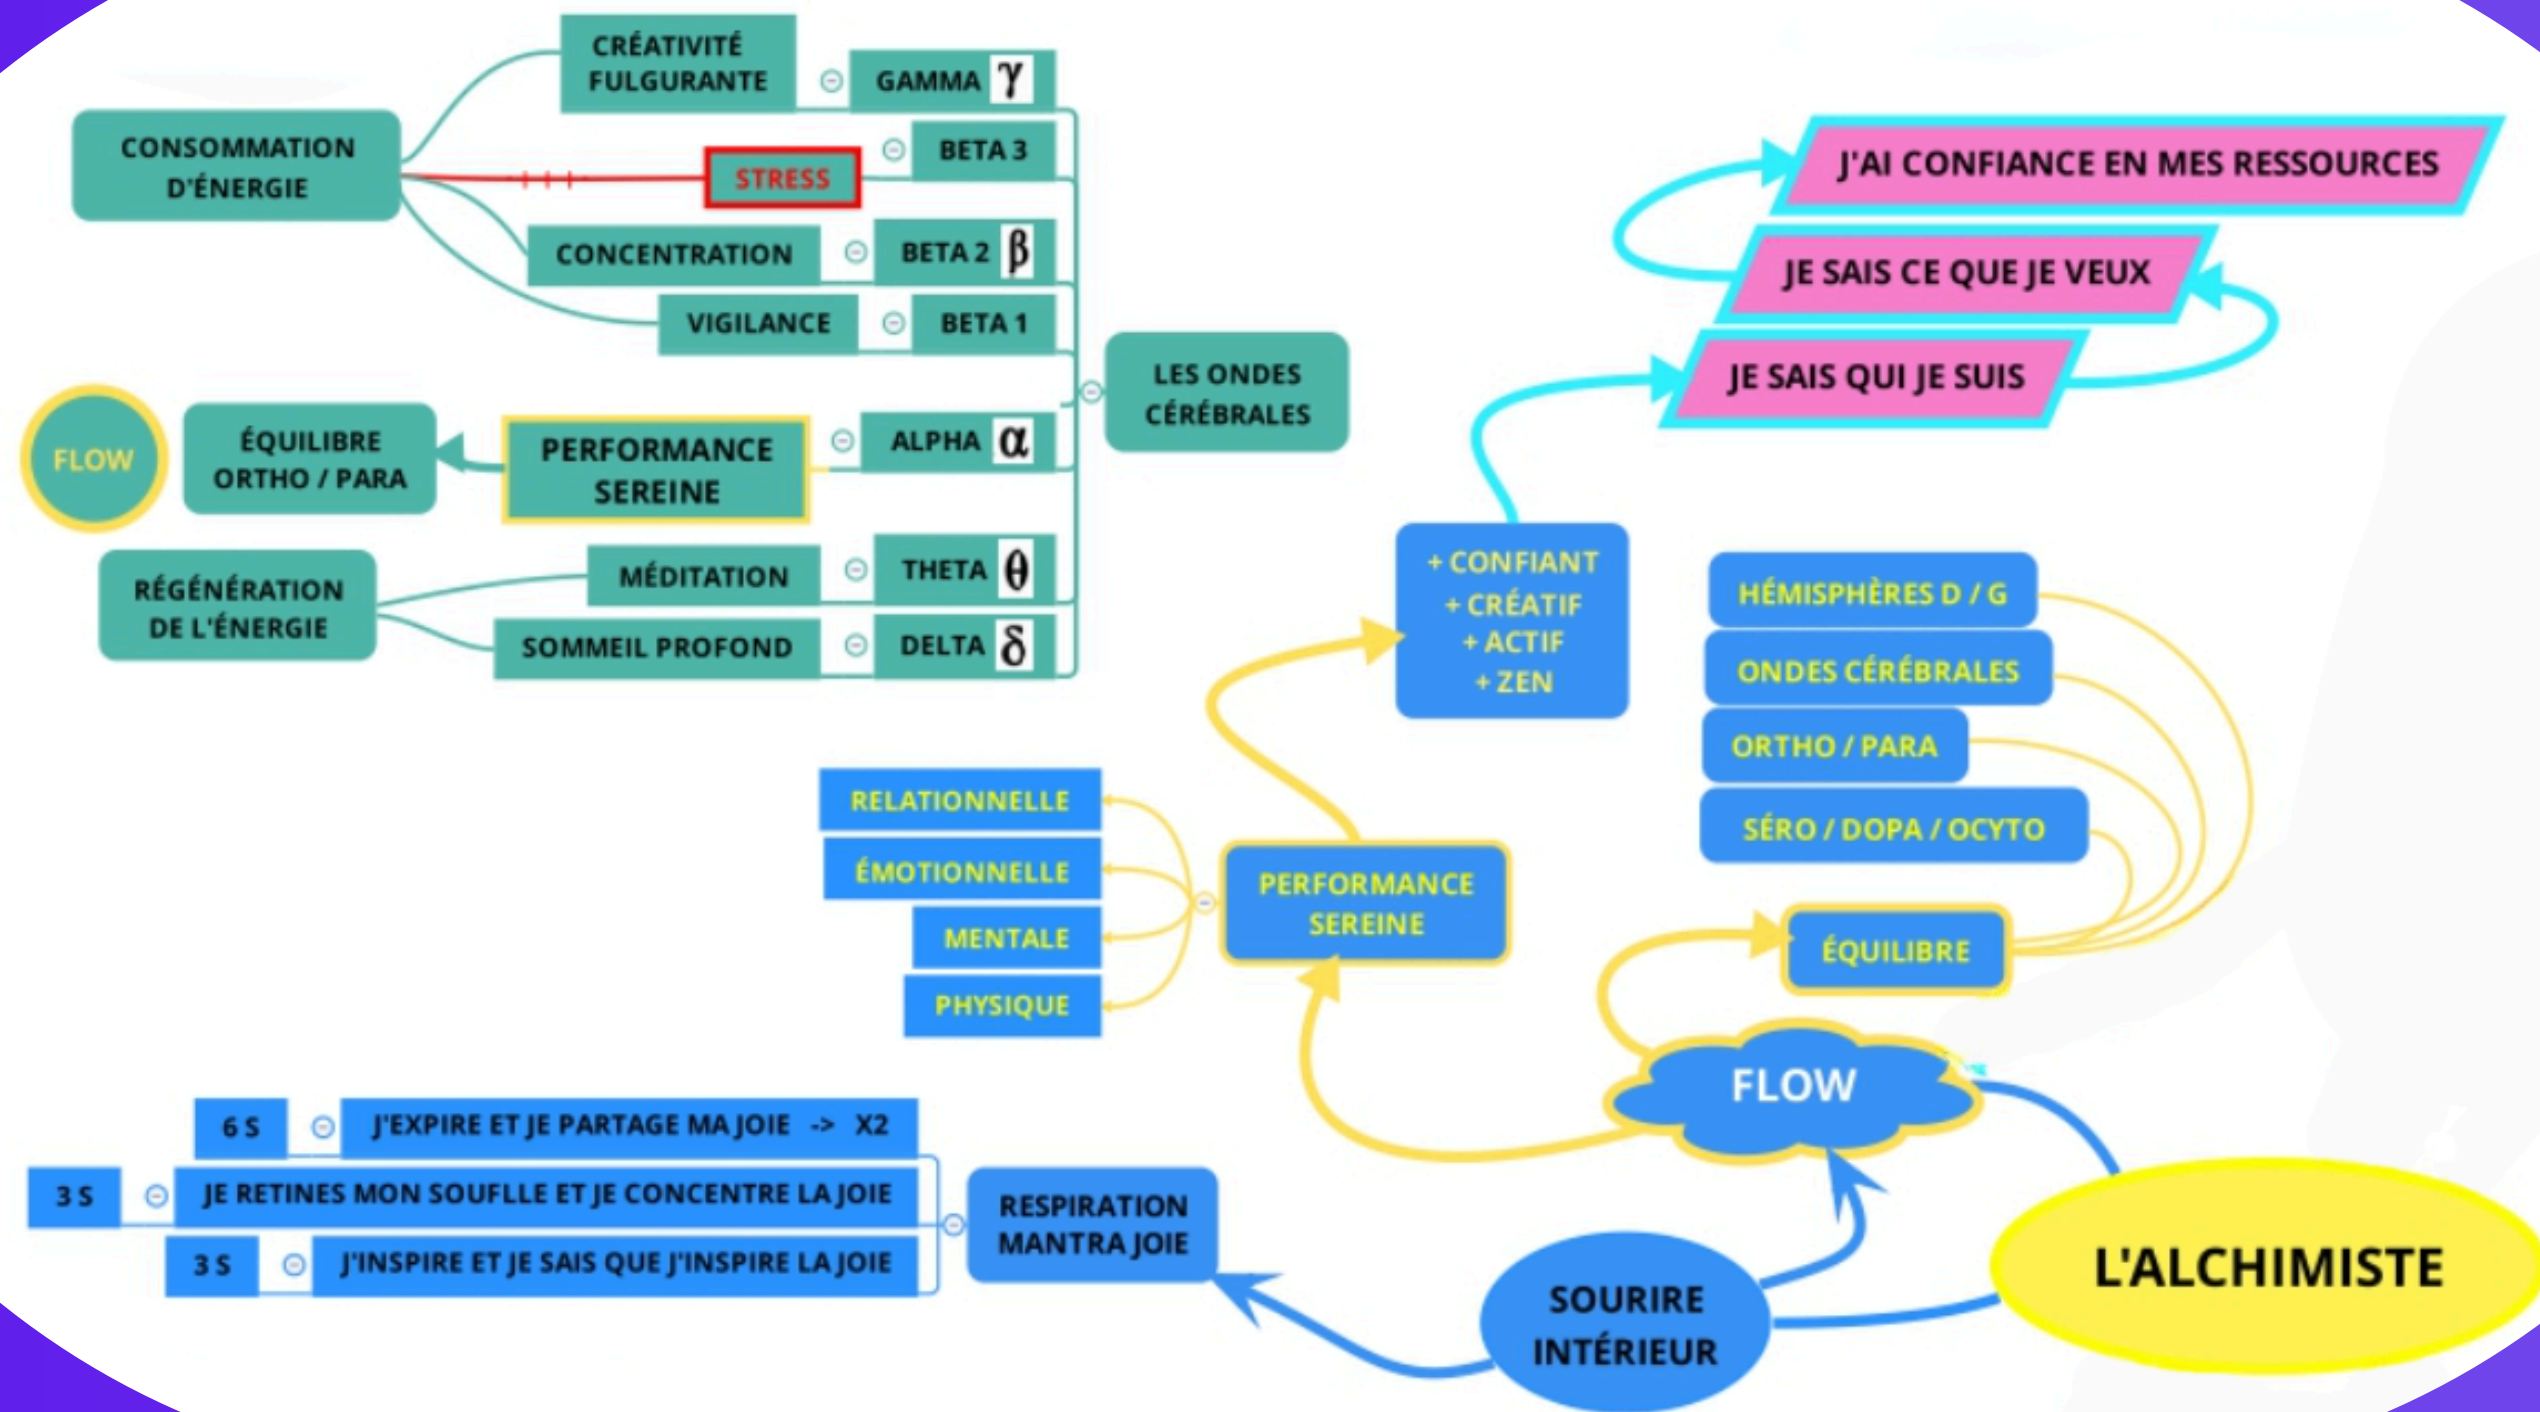 CRÉATIVITÉ
FULGURANTE
GAMMA γ
CONSOMMATION
D'ÉNERGIE
STRESS
BETA 3
CONCENTRATION
BETA 2 β
VIGILANCE
BETA 1
LES ONDES
CÉRÉBRALES
FLOW
ÉQUILIBRE
ORTHO / PARA
PERFORMANCE
SEREINE
ALPHA α
RÉGÉNÉRATION
DE L'ÉNERGIE
MÉDITATION
THETA θ
SOMMEIL PROFOND
DELTA δ
J'AI CONFIANCE EN MES RESSOURCES
JE SAIS CE QUE JE VEUX
JE SAIS QUI JE SUIS
+ CONFIANT
+ CRÉATIF
+ ACTIF
+ ZEN
HÉMISPHÈRES D / G
ONDES CÉRÉBRALES
ORTHO / PARA
SÉRO / DOPA / OCYTO
ÉQUILIBRE
RELATIONNELLE
ÉMOTIONNELLE
MENTALE
PHYSIQUE
PERFORMANCE
SEREINE
FLOW
6 S
J'EXPIRE ET JE PARTAGE MA JOIE -> X2
3 S
JE RETINES MON SOUFLLE ET JE CONCENTRE LA JOIE
3 S
J'INSPIRE ET JE SAIS QUE J'INSPIRE LA JOIE
RESPIRATION
MANTRA JOIE
SOURIRE
INTÉRIEUR
L'ALCHIMISTE